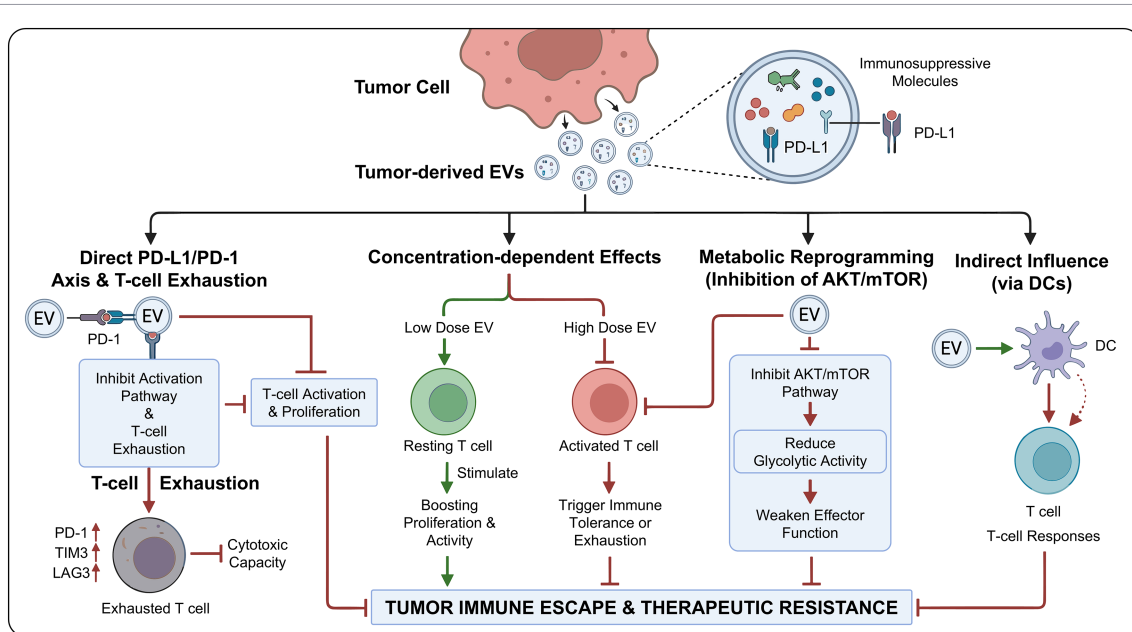 Tumor Cell
Immunosuppressive
Molecules
PD-L1
PD-L1
Tumor-derived EVs
Direct PD-L1/PD-1
Axis & T-cell Exhaustion
EV
EV
PD-1
Inhibit Activation
Pathway
&
T-cell
Exhaustion
T-cell Activation
& Proliferation
T-cell Exhaustion
PD-1
TIM3
LAG3
Cytotoxic
Capacity
Exhausted T cell
Concentration-dependent Effects
Low Dose EV
High Dose EV
Resting T cell
Activated T cell
Stimulate
Boosting
Proliferation &
Activity
Trigger Immune
Tolerance or
Exhaustion
Metabolic Reprogramming
(Inhibition of AKT/mTOR)
EV
Inhibit AKT/mTOR
Pathway
Reduce
Glycolytic Activity
Weaken Effector
Function
Indirect Influence
(via DCs)
EV
DC
T cell
T-cell Responses
TUMOR IMMUNE ESCAPE & THERAPEUTIC RESISTANCE